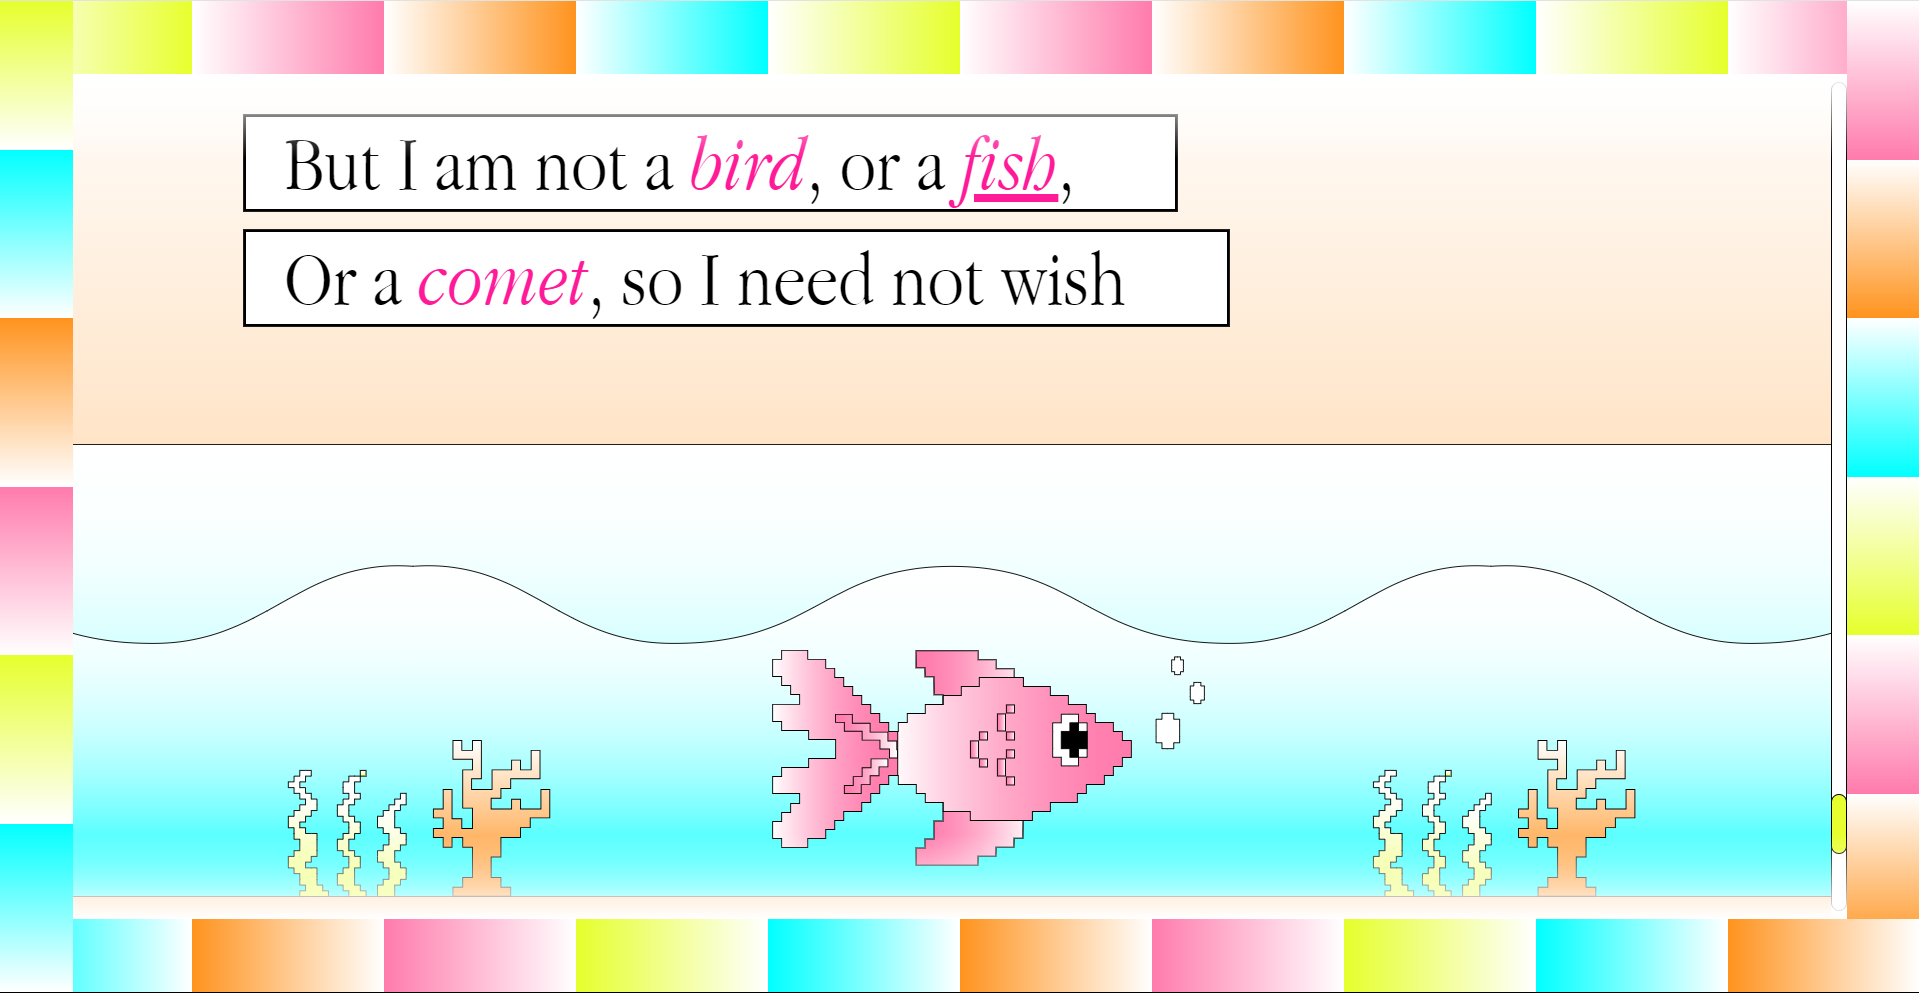 But I am not a bird, or a fish,
Or a comet, so I need not wish